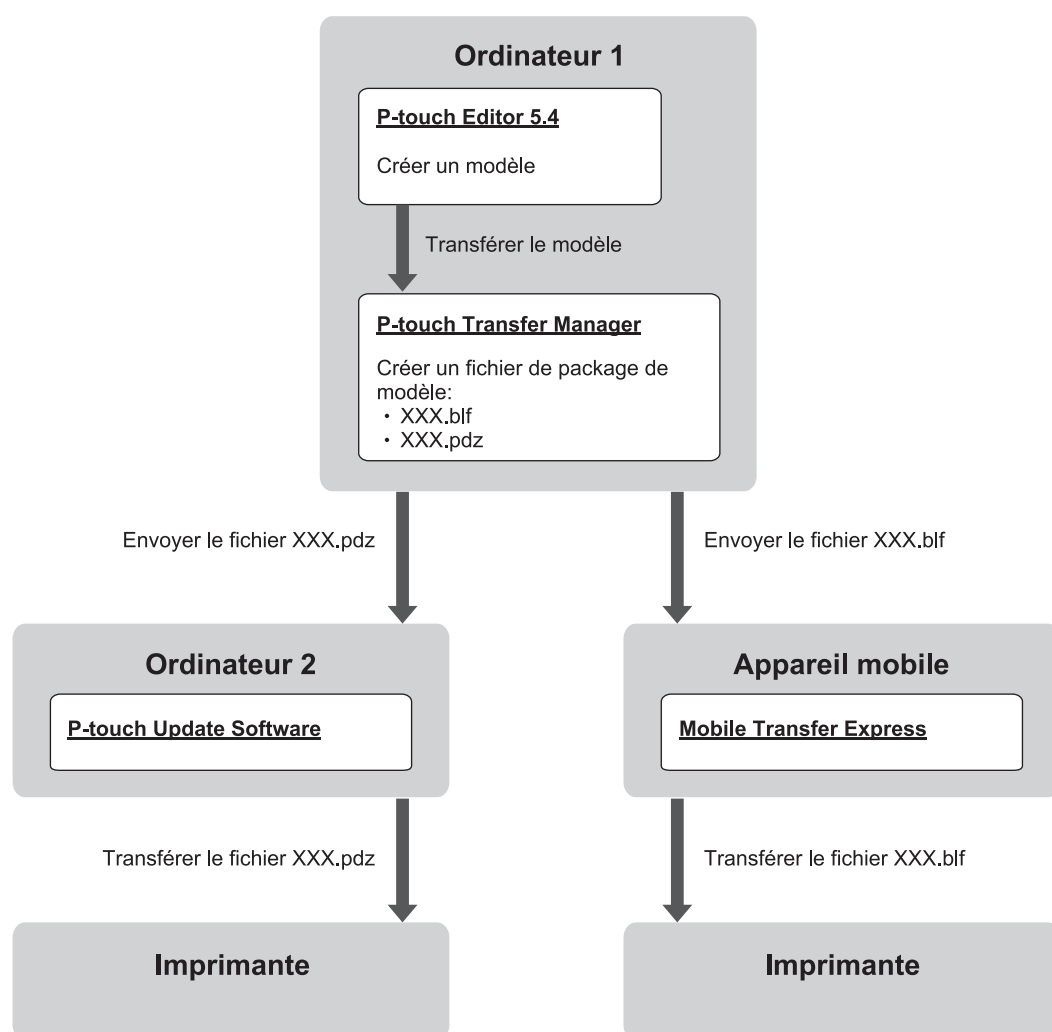 Ordinateur 1
P-touch Editor 5.4
Créer un modèle
Transférer le modèle
P-touch Transfer Manager
Créer un fichier de package de
modèle:
・ XXX.blf
・ XXX.pdz
Envoyer le fichier XXX.pdz
Envoyer le fichier XXX.blf
Ordinateur 2
P-touch Update Software
Appareil mobile
Mobile Transfer Express
Transférer le fichier XXX.pdz
Transférer le fichier XXX.blf
Imprimante
Imprimante